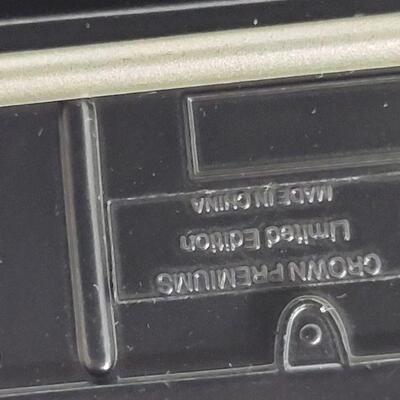 CROWN PREMIUMS
Limited Edition
MADE IN CHINA